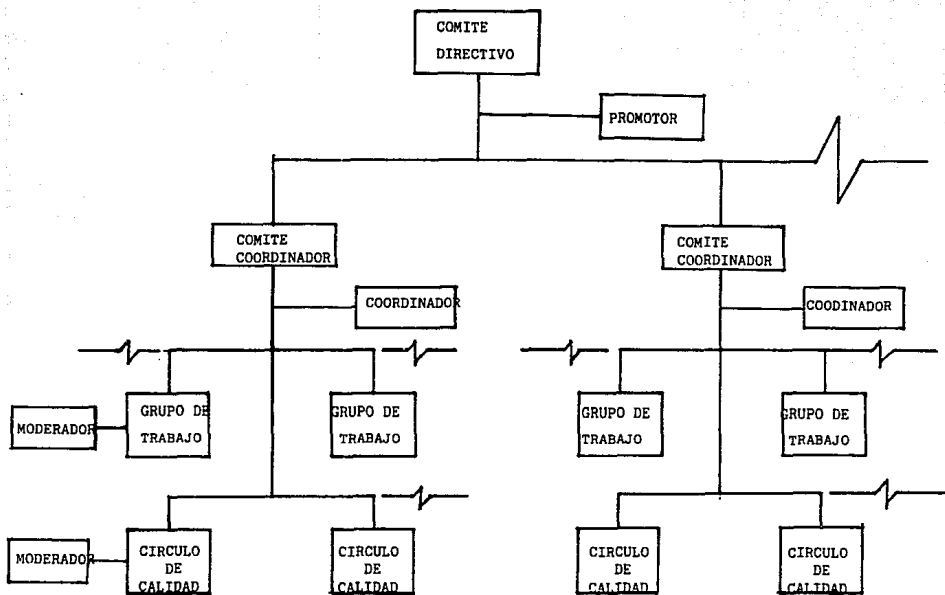 COMITE
DIRECTIVO
PROMOTOR
COMITE
COORDINADOR
COMITE
COORDINADOR
COORDINADOR
COODINADOR
MODERADOR
GRUPO DE
TRABAJO
GRUPO DE
TRABAJO
GRUPO DE
TRABAJO
GRUPO DE
TRABAJO
MODERADOR
CIRCULO
DE
CALIDAD
CIRCULO
DE
CALIDAD
CIRCULO
DE
CALIDAD
CIRCULO
DE
CALIDAD